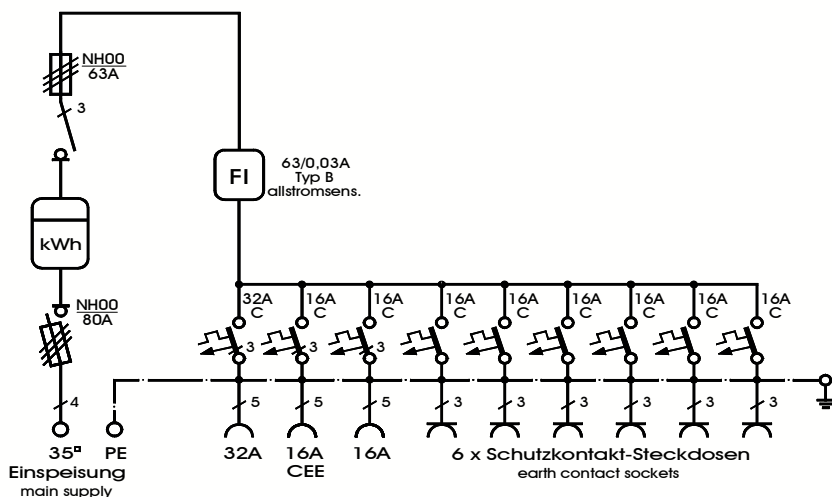 NH00
63A
3
FI
63/0,03A
Typ B
allstromsens.
kWh
NH00
80A
32A 16A 16A 16A 16A 16A 16A 16A 16A
C C C C C C C C C
3 3 3
4 5 5 5 3 3 3 3 3 3
35¤ PE 32A 16A 16A 6 x Schutzkontakt-Steckdosen
Einspeisung CEE earth contact sockets
main supply